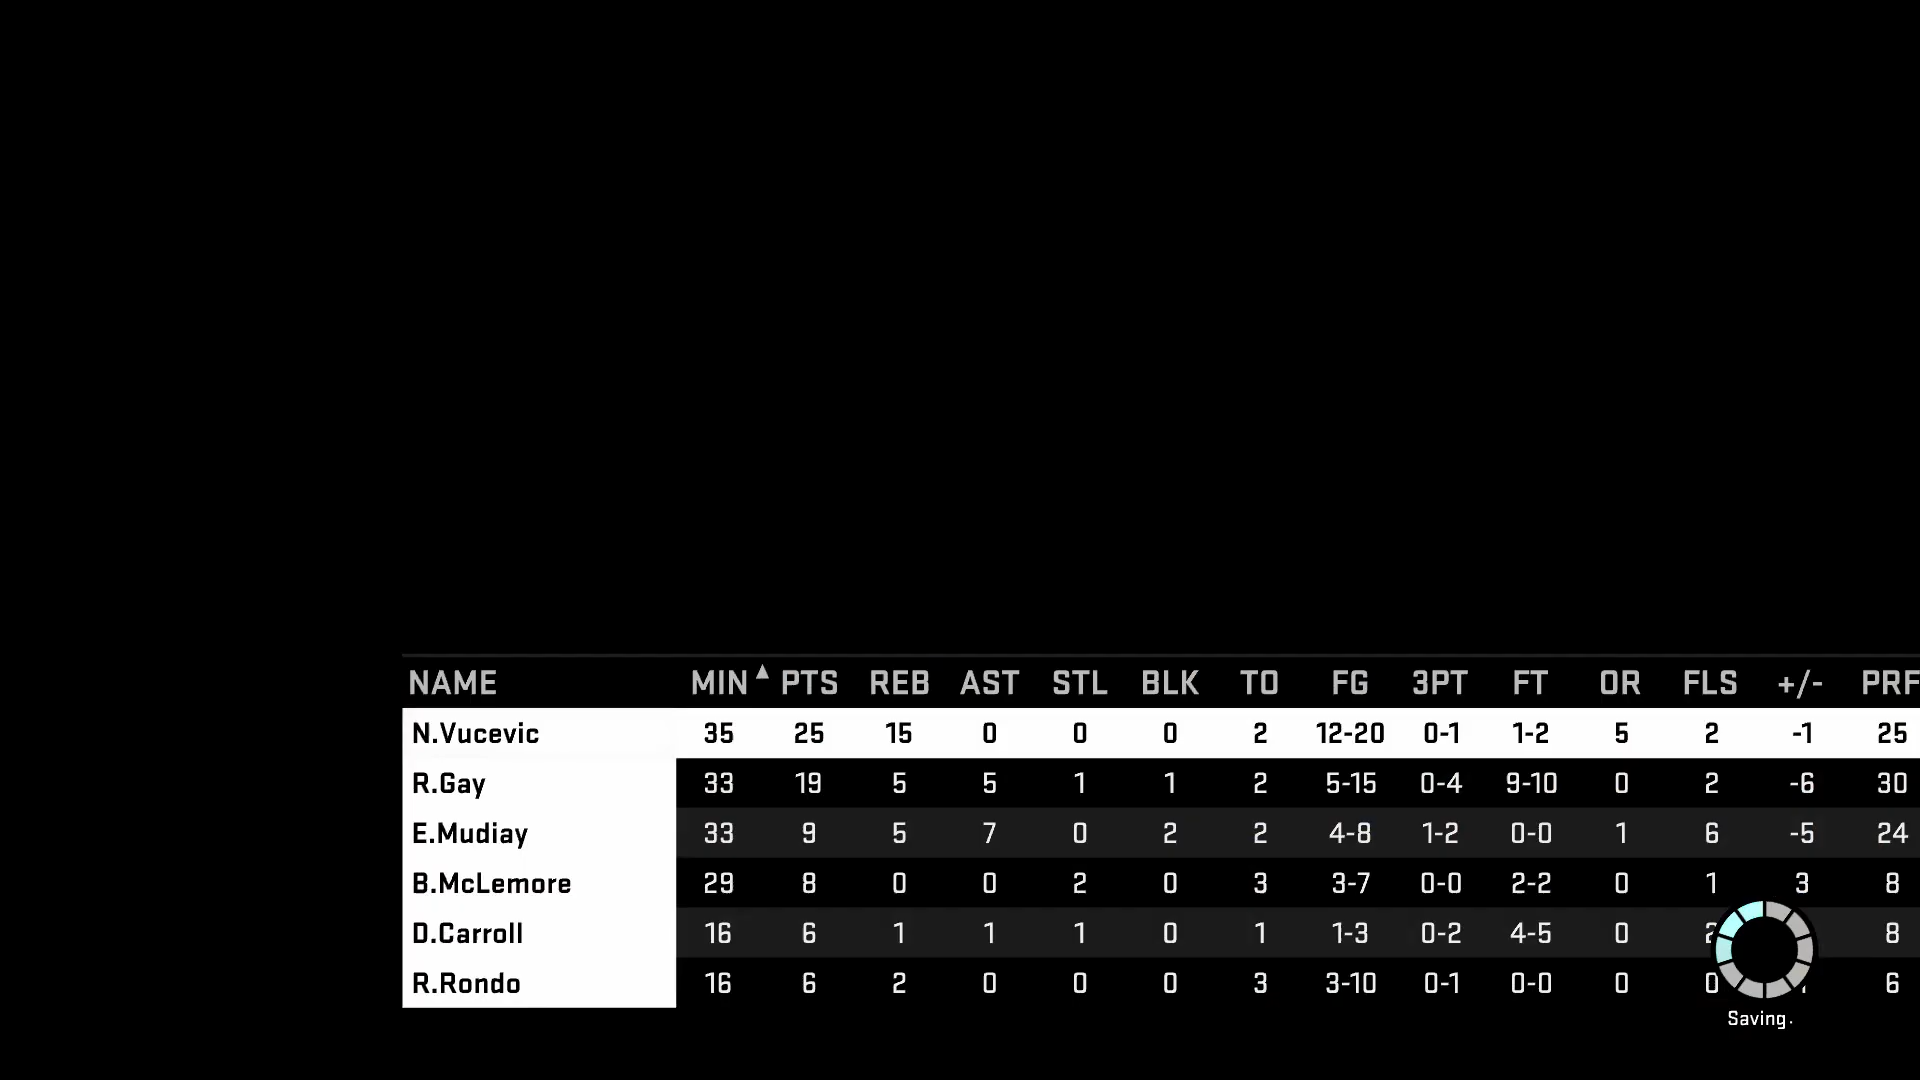 NAME MIN ▲ PTS REB AST STL BLK TO FG 3PT FT OR FLS +/- PRF
N.Vucevic 35 25 15 0 0 0 2 12-20 0-1 1-2 5 2 -1 25
R.Gay 33 19 5 5 1 1 2 5-15 0-4 9-10 0 2 -6 30
E.Mudiay 33 9 5 7 0 2 2 4-8 1-2 0-0 1 6 -5 24
B.McLemore 29 8 0 0 2 0 3 3-7 0-0 2-2 0 1 3 8
D.Carroll 16 6 1 1 1 0 1 1-3 0-2 4-5 0 2 8
R.Rondo 16 6 2 0 0 0 3 3-10 0-1 0-0 0 0 6
Saving.